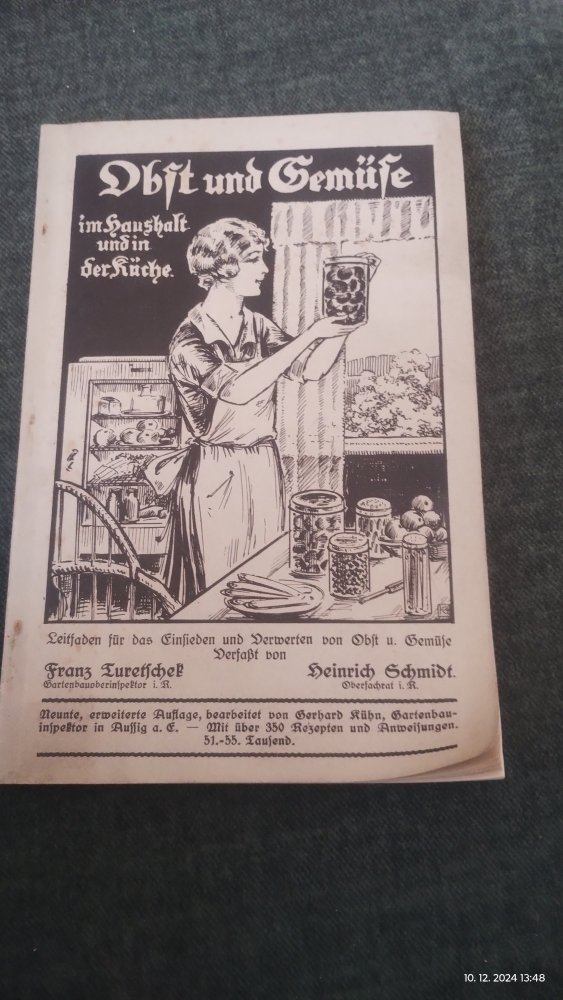 Obst und Gemüse
im Haushalt
und in
der Küche.
Leitfaden für das Einsieden und Verwerten von Obst u. Gemüse
Verfaßt von
Franz Turetschek
Gartenbauoberinspektor i. R.
Heinrich Schmidt.
Oberfachrat i. R.
Neunte, erweiterte Auflage, bearbeitet von Gerhard Kühn, Gartenbau-
inspektor in Aussig a. E. — Mit über 350 Rezepten und Anweisungen.
51.-55. Tausend.
10. 12. 2024 13:48